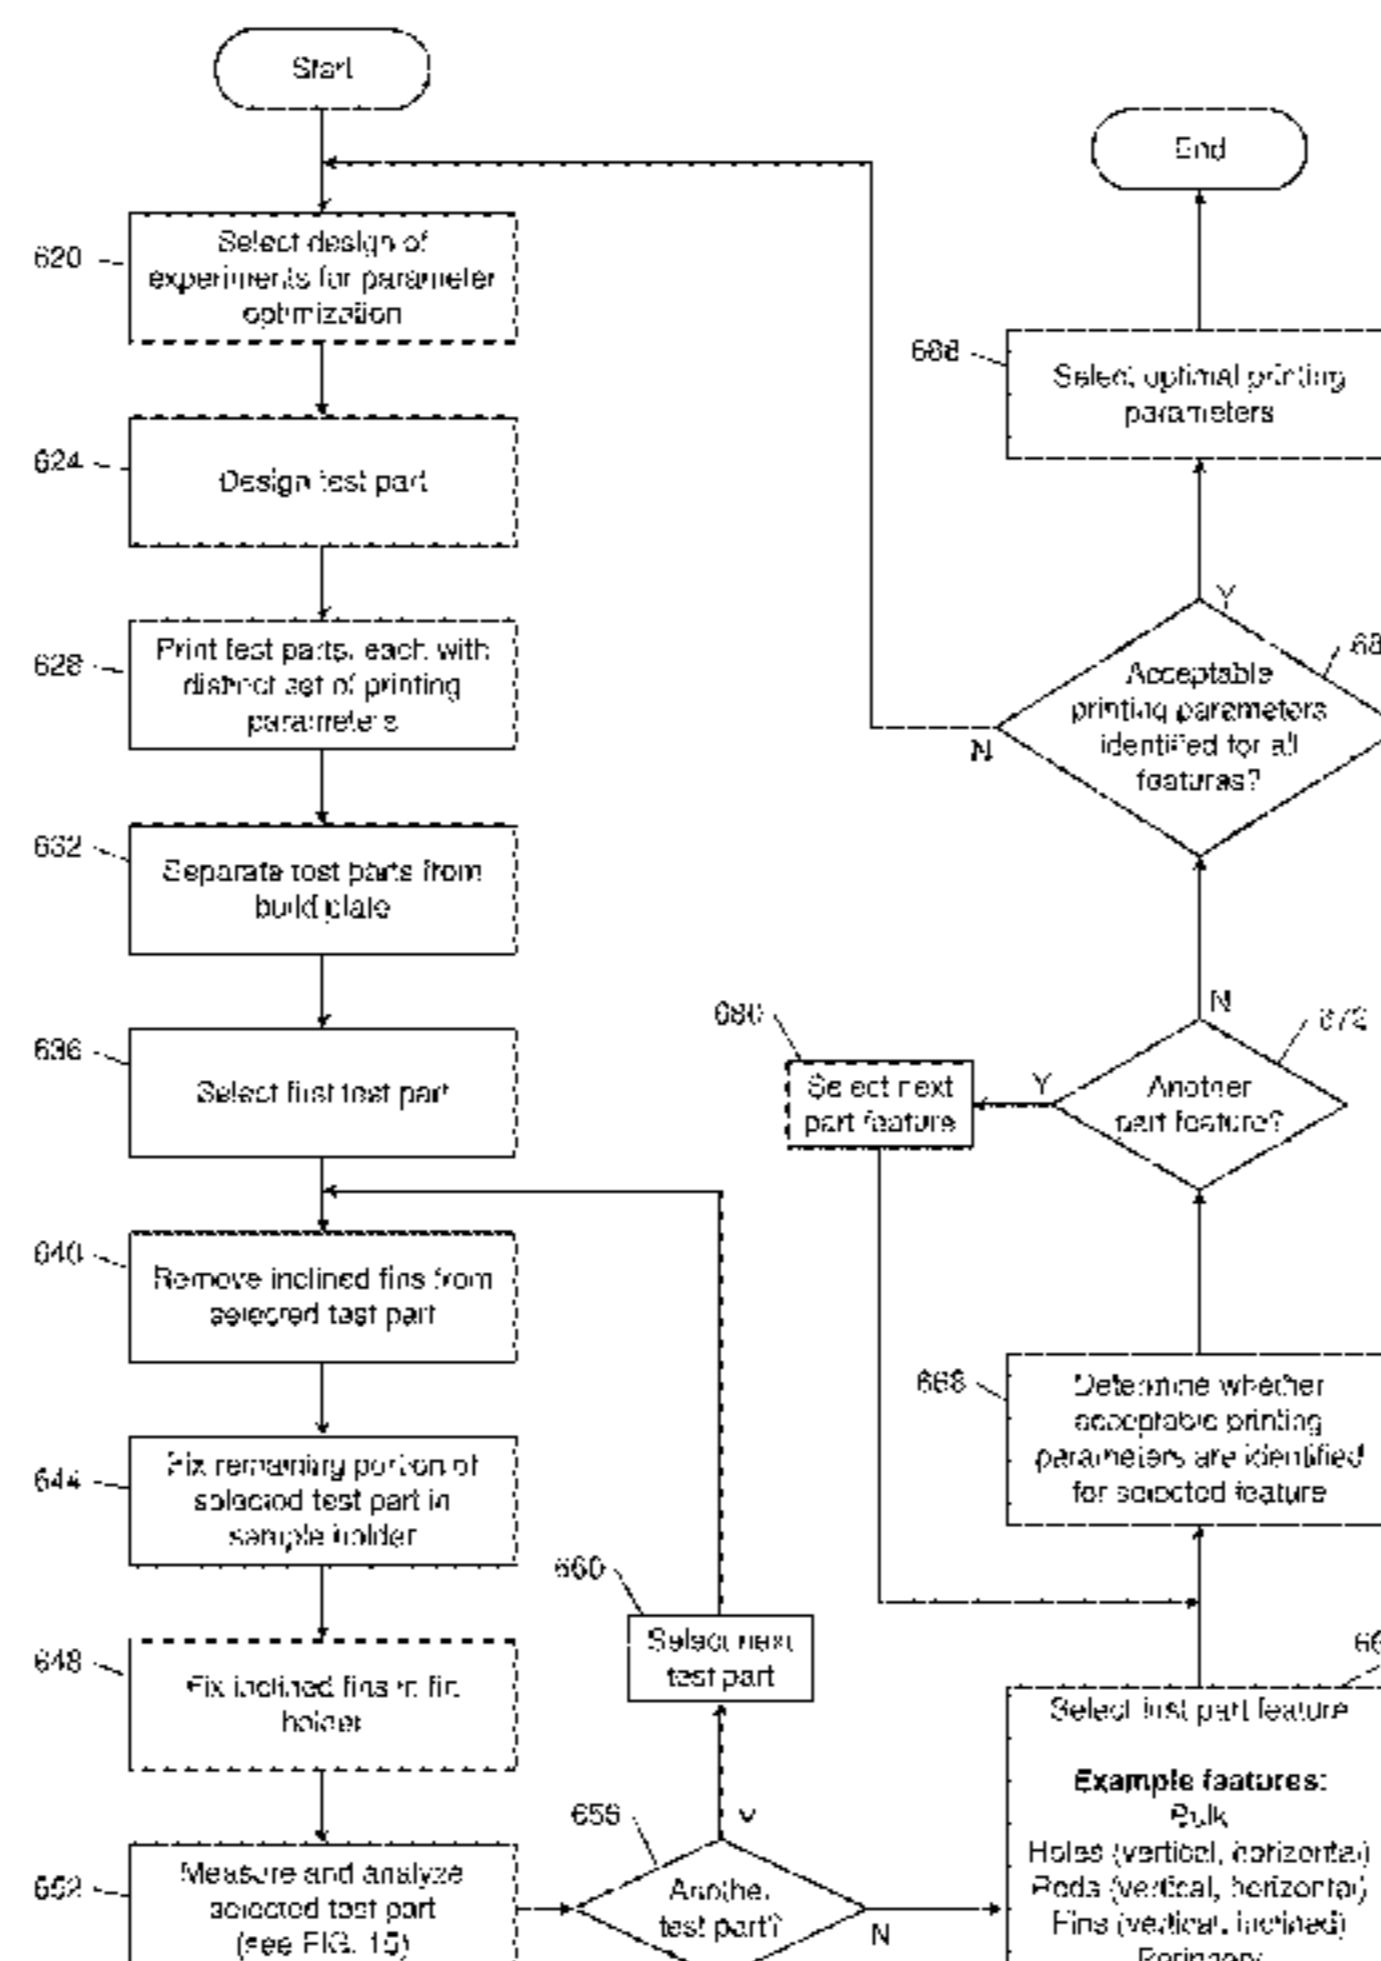 Start
620
Select design of
experiments for parameter
optimization
624
Design test part
628
Print test parts, each with
distinct set of printing
parameters
632
Separate test parts from
build plate
636
Select first test part
640
Remove inclined fins from
selected test part
644
Fix remaining portion of
selected test part in
sample holder
648
Fix inclined fins in fin
holder
652
Measure and analyze
selected test part
(see FIG. 15)
656
Another
test part?
Y
N
660
Select next
test part
Select first part feature
Example features:
Bulk
Holes (vertical, horizontal)
Rods (vertical, horizontal)
Fins (vertical, inclined)
668
Determine whether
acceptable printing
parameters are identified
for selected feature
672
Another
part feature?
Y
N
680
Select next
part feature
Acceptable
printing parameters
identified for all
features?
Y
N
688
Select optimal printing
parameters
End